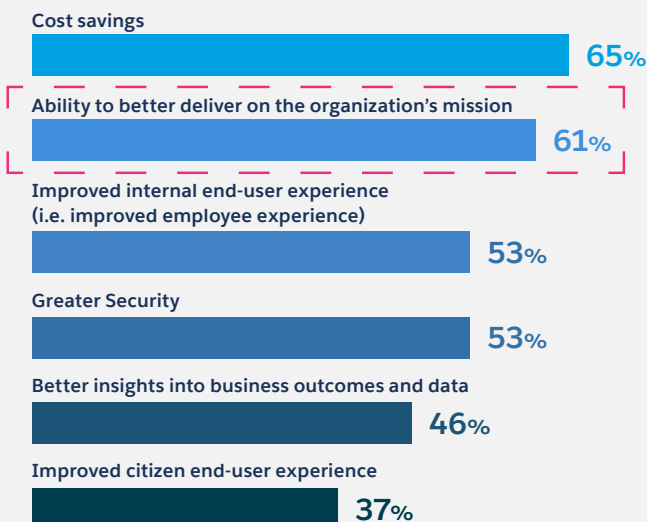 Cost savings
65%
Ability to better deliver on the organization’s mission
61%
Improved internal end-user experience
(i.e. improved employee experience)
53%
Greater Security
53%
Better insights into business outcomes and data
46%
Improved citizen end-user experience
37%